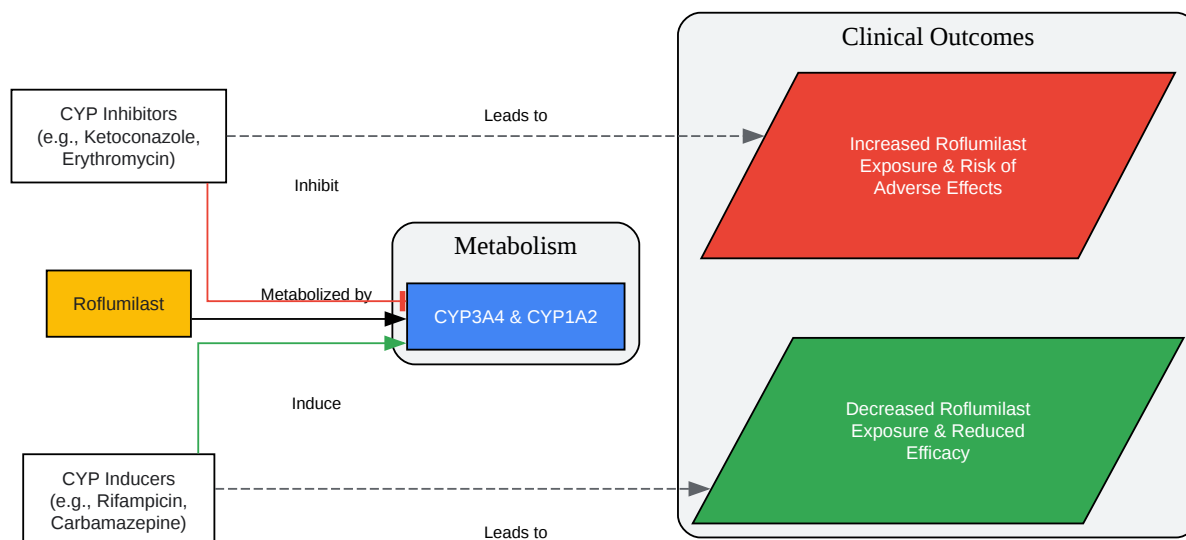 Clinical Outcomes
CYP Inhibitors
(e.g., Ketoconazole,
Erythromycin)
Leads to
Increased Roflumilast
Exposure & Risk of
Adverse Effects
Inhibit
Metabolism
Roflumilast
Metabolized by
CYP3A4 & CYP1A2
Induce
Decreased Roflumilast
Exposure & Reduced
Efficacy
CYP Inducers
(e.g., Rifampicin,
Carbamazepine)
Leads to